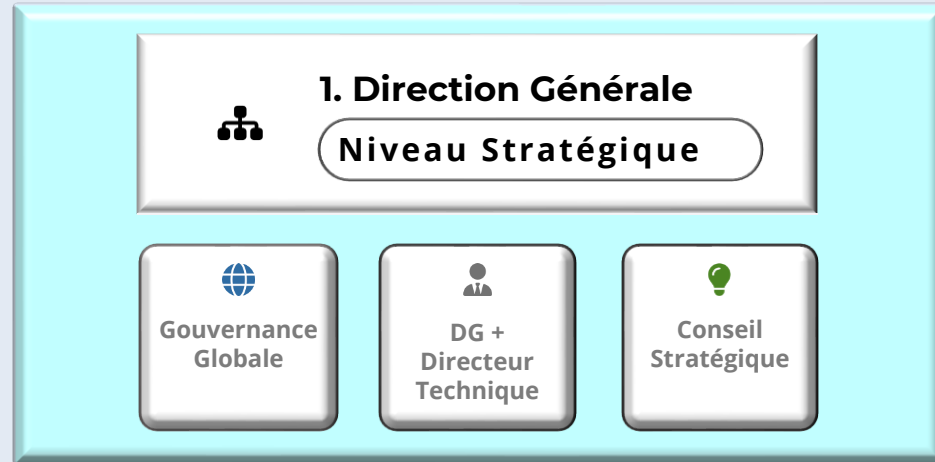 1. Direction Générale
Niveau Stratégique
Gouvernance
Globale
DG +
Directeur
Technique
Conseil
Stratégique